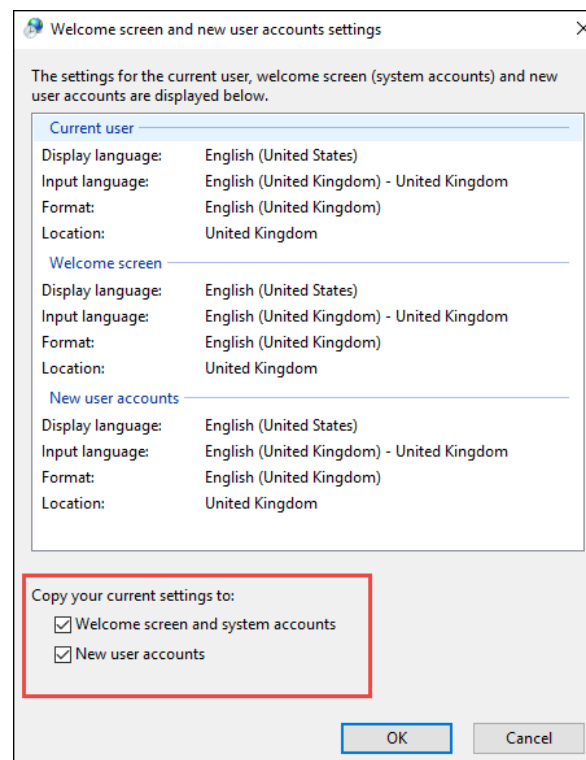 Welcome screen and new user accounts settings
The settings for the current user, welcome screen (system accounts) and new
user accounts are displayed below.
Current user
Display language: English (United States)
Input language: English (United Kingdom) - United Kingdom
Format: English (United Kingdom)
Location: United Kingdom
Welcome screen
Display language: English (United States)
Input language: English (United Kingdom) - United Kingdom
Format: English (United Kingdom)
Location: United Kingdom
New user accounts
Display language: English (United States)
Input language: English (United Kingdom) - United Kingdom
Format: English (United Kingdom)
Location: United Kingdom
Copy your current settings to:
Welcome screen and system accounts
New user accounts
OK Cancel